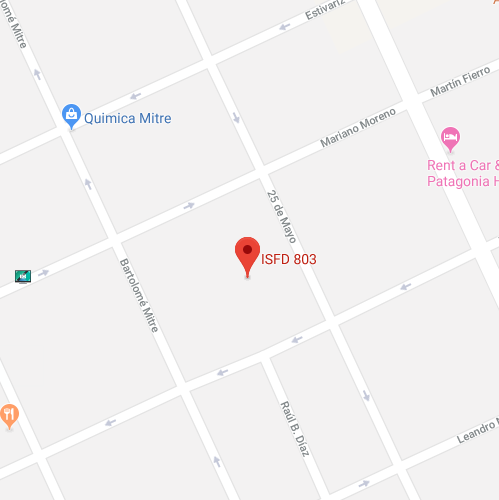 Estivariz
Bartolomé Mitre
Martín Fierro
Quimica Mitre
Mariano Moreno
Rent a Car &
Patagonia H
25 de Mayo
ISFD 803
Bartolomé Mitre
Raúl B. Díaz
Leandro N